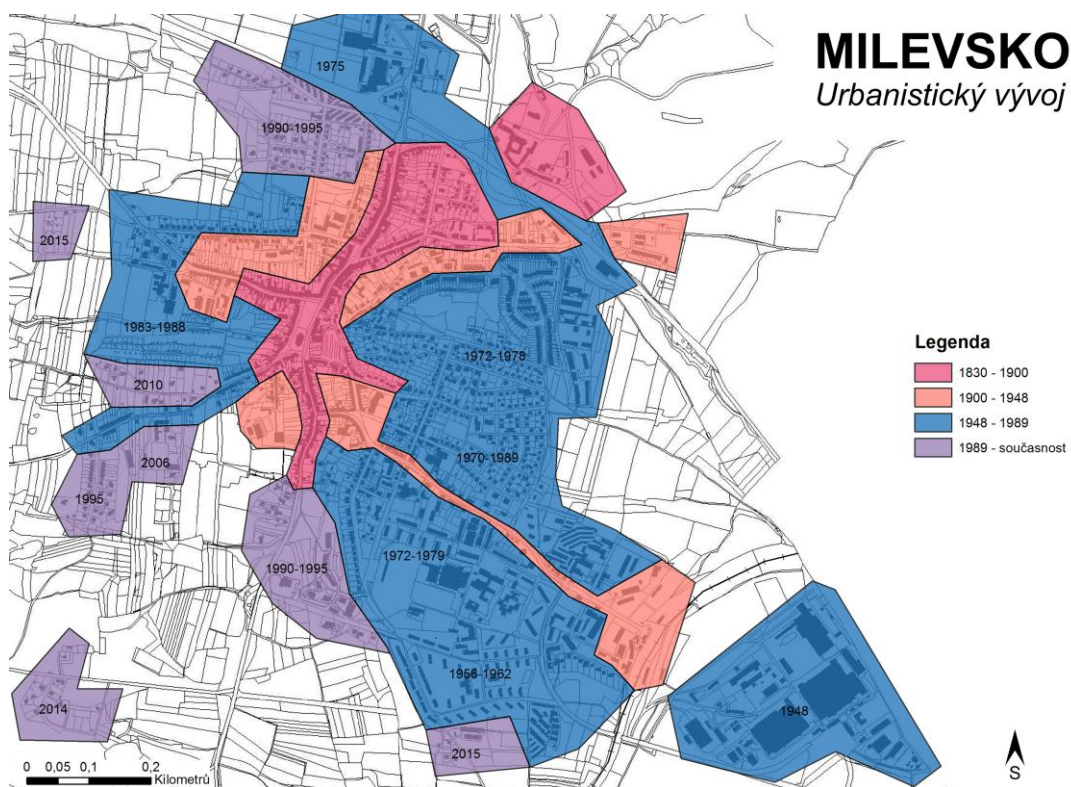 MILEVSKO
Urbanistický vývoj
1975
1990-1995
2015
1983-1988
1972-1978
2010
1970-1989
2006
1995
1972-1979
1990-1995
1956-1962
2014
1948
2015
Legenda
1830 - 1900
1900 - 1948
1948 - 1989
1989 - současnost
0 0,05 0,1 0,2
Kilometrů
S